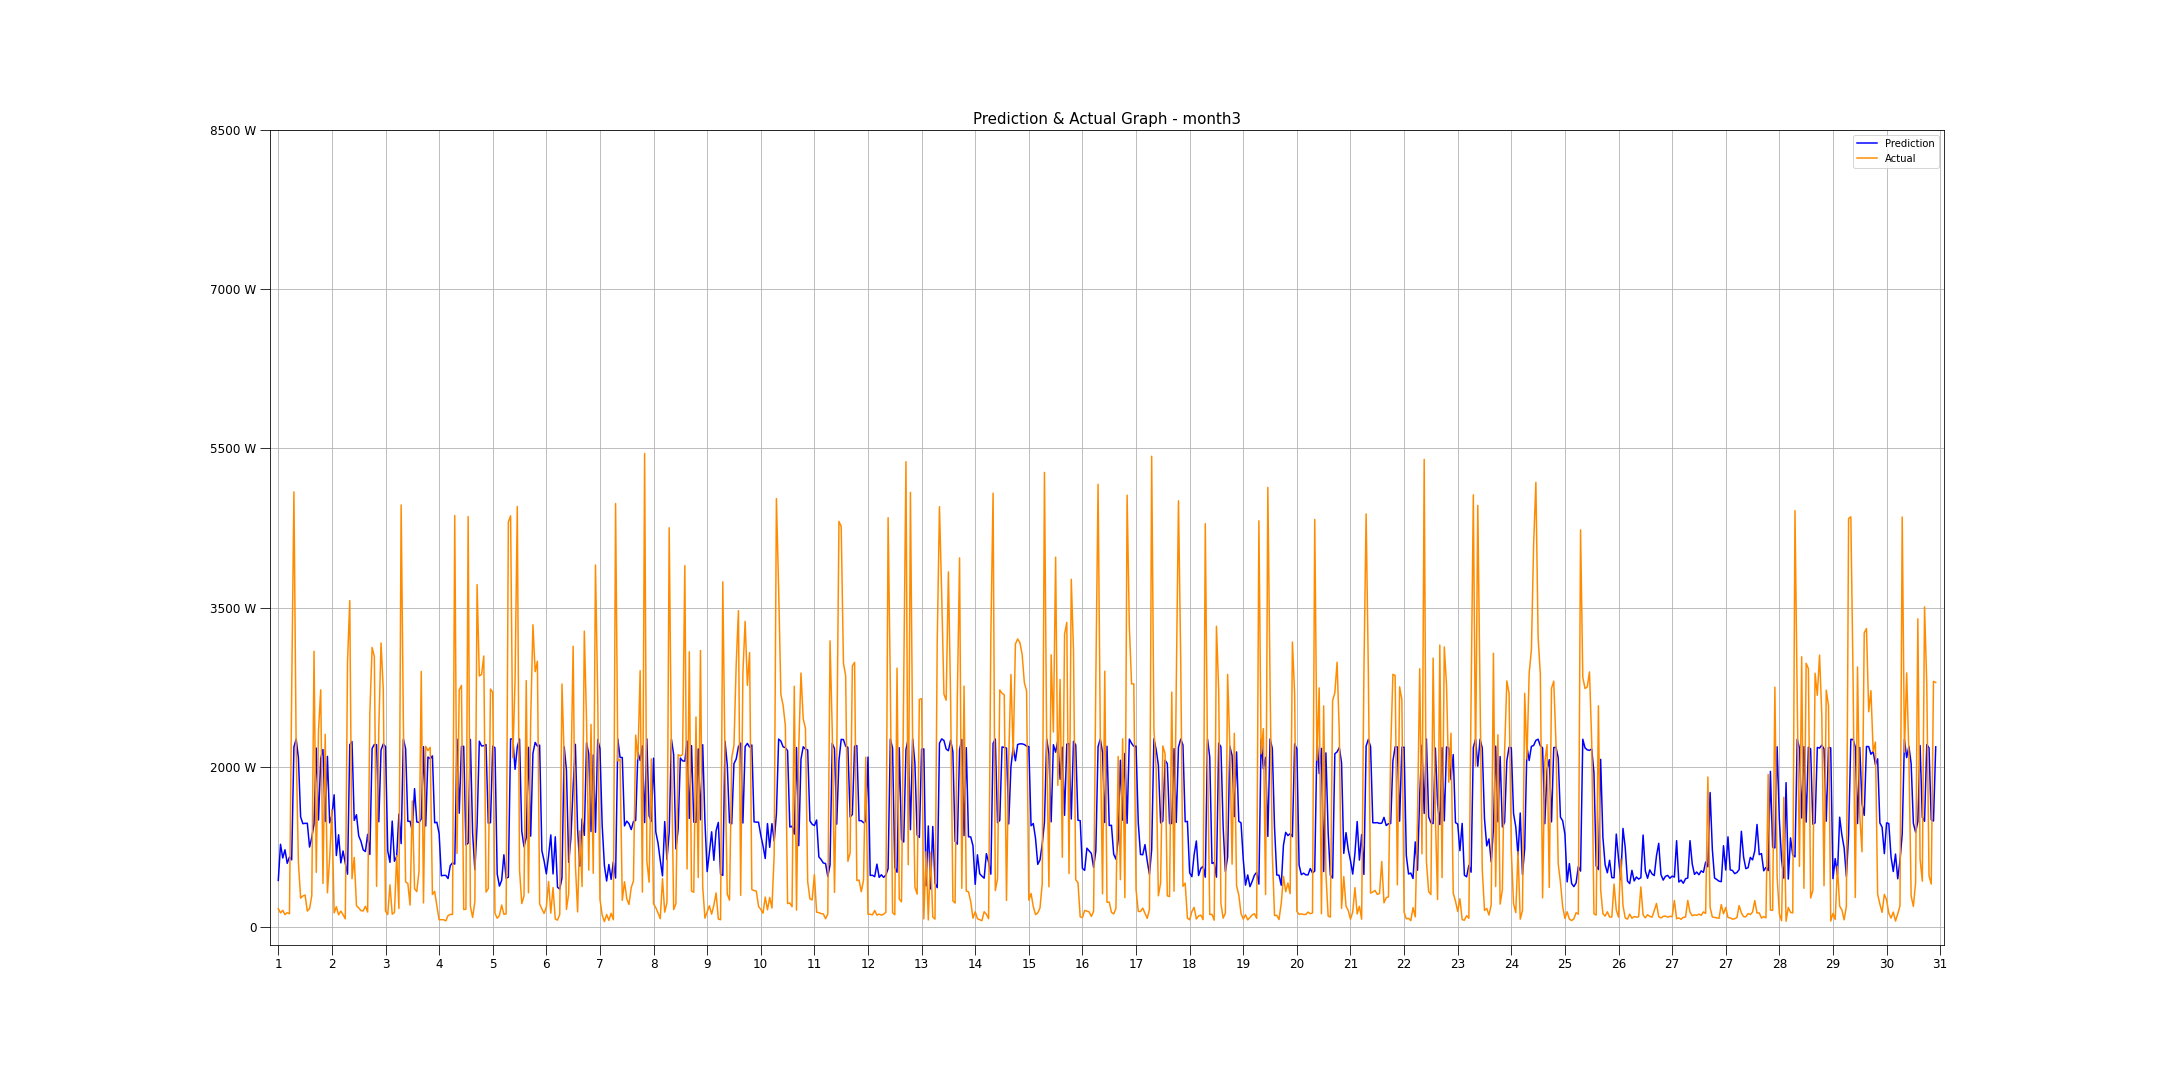 Prediction & Actual Graph - month3
8500 W
7000 W
5500 W
3500 W
2000 W
0
Prediction
Actual
1 2 3 4 5 6 7 8 9 10 11 12 13 14 15 16 17 18 19 20 21 22 23 24 25 26 27 27 28 29 30 31